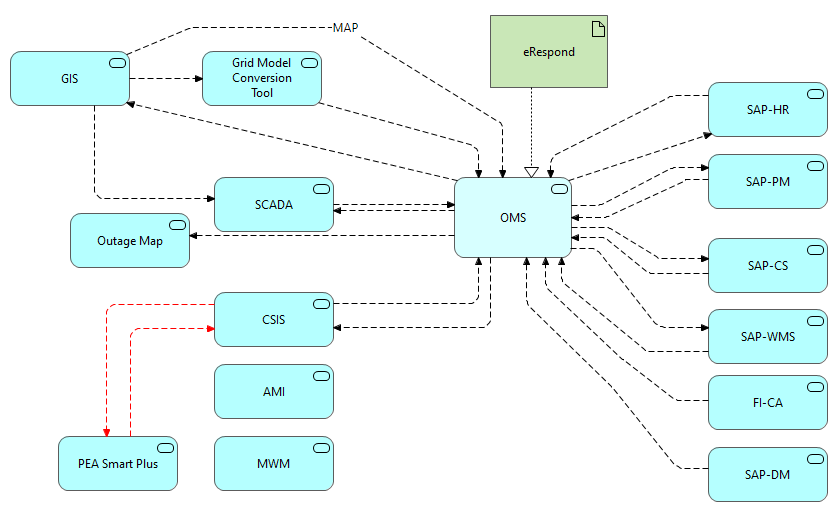 MAP
eRespond
GIS
Grid Model
Conversion
Tool
SAP-HR
SAP-PM
SCADA
OMS
Outage Map
SAP-CS
CSIS
SAP-WMS
AMI
FI-CA
PEA Smart Plus
MWM
SAP-DM